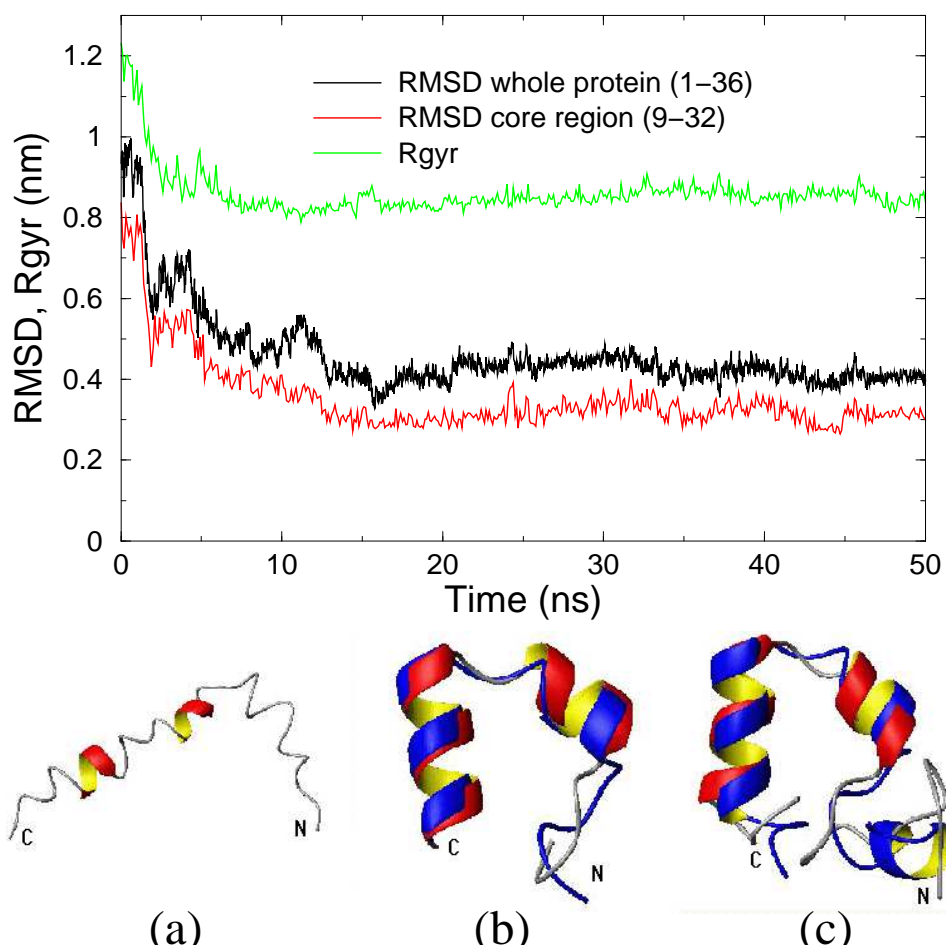 1.2
1
0.8
0.6
0.4
0.2
0
RMSD, Rgyr (nm)
RMSD whole protein (1–36)
RMSD core region (9–32)
Rgyr
0 10 20 30 40 50
Time (ns)
C N
C N
C N
(a) (b) (c)